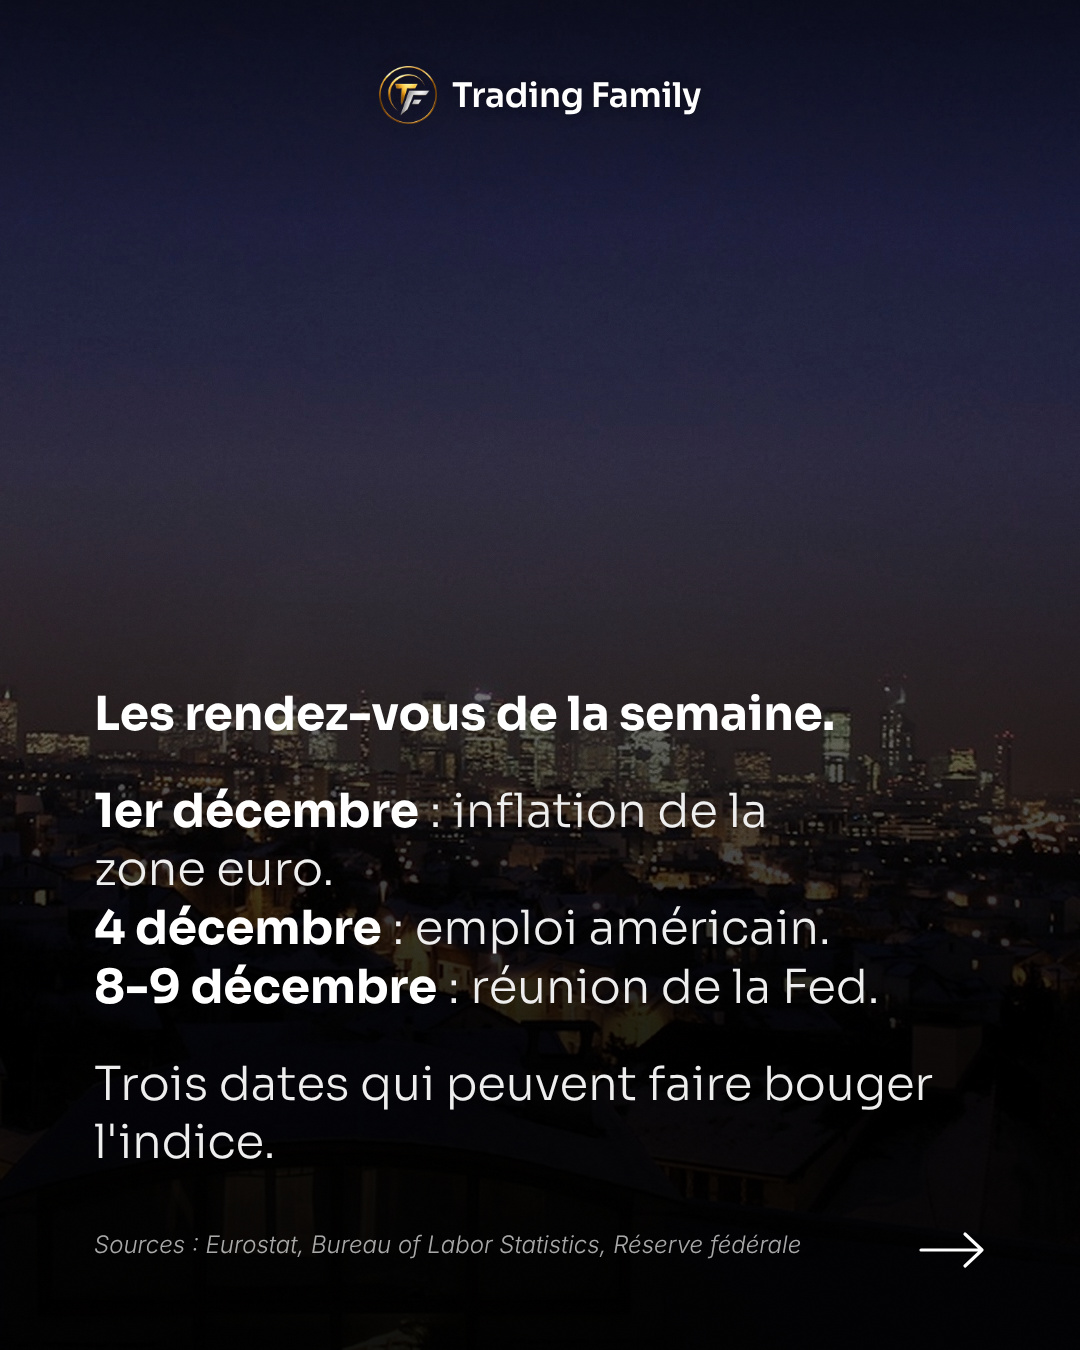 Trading Family
Les rendez-vous de la semaine.
1er décembre : inflation de la
zone euro.
4 décembre : emploi américain.
8-9 décembre : réunion de la Fed.
Trois dates qui peuvent faire bouger
l'indice.
Sources : Eurostat, Bureau of Labor Statistics, Réserve fédérale